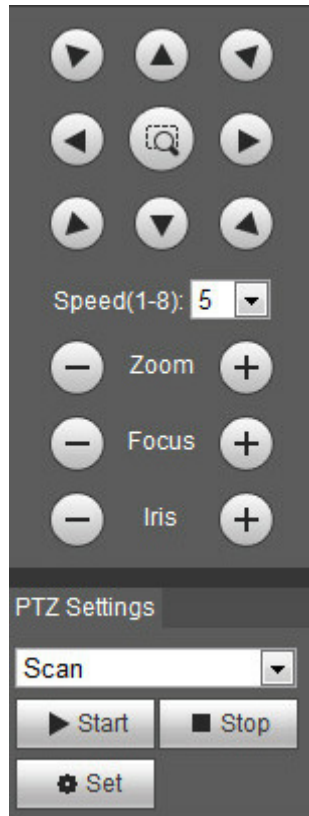 Speed(1-8): 5
Zoom
Focus
Iris
PTZ Settings
Scan
Start Stop
Set